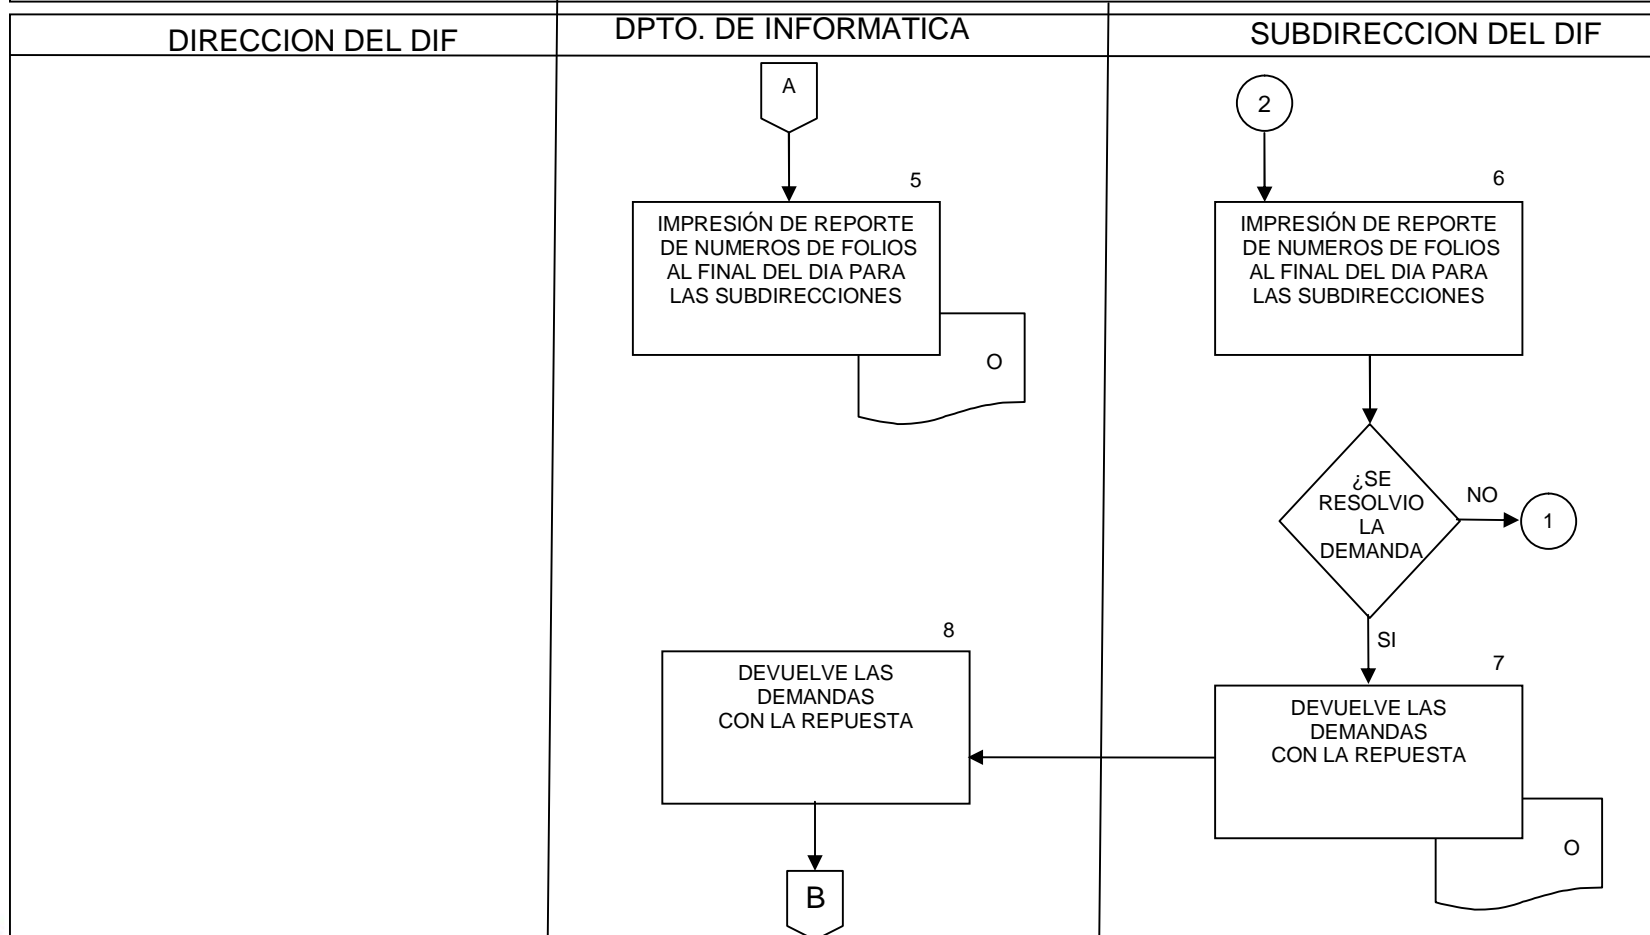 DIRECCION DEL DIF
DPTO. DE INFORMATICA
SUBDIRECCION DEL DIF
A
2
5
IMPRESIÓN DE REPORTE
DE NUMEROS DE FOLIOS
AL FINAL DEL DIA PARA
LAS SUBDIRECCIONES
O
6
IMPRESIÓN DE REPORTE
DE NUMEROS DE FOLIOS
AL FINAL DEL DIA PARA
LAS SUBDIRECCIONES
¿SE
RESOLVIO
LA
DEMANDA
NO
1
SI
8
DEVUELVE LAS
DEMANDAS
CON LA REPUESTA
7
DEVUELVE LAS
DEMANDAS
CON LA REPUESTA
O
B